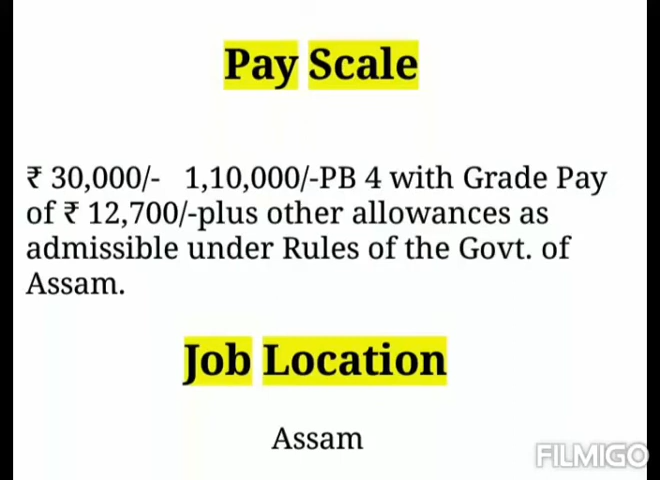 Pay Scale
₹ 30,000/- 1,10,000/-PB 4 with Grade Pay
of ₹ 12,700/-plus other allowances as
admissible under Rules of the Govt. of
Assam.
Job Location
Assam
FILMIGO